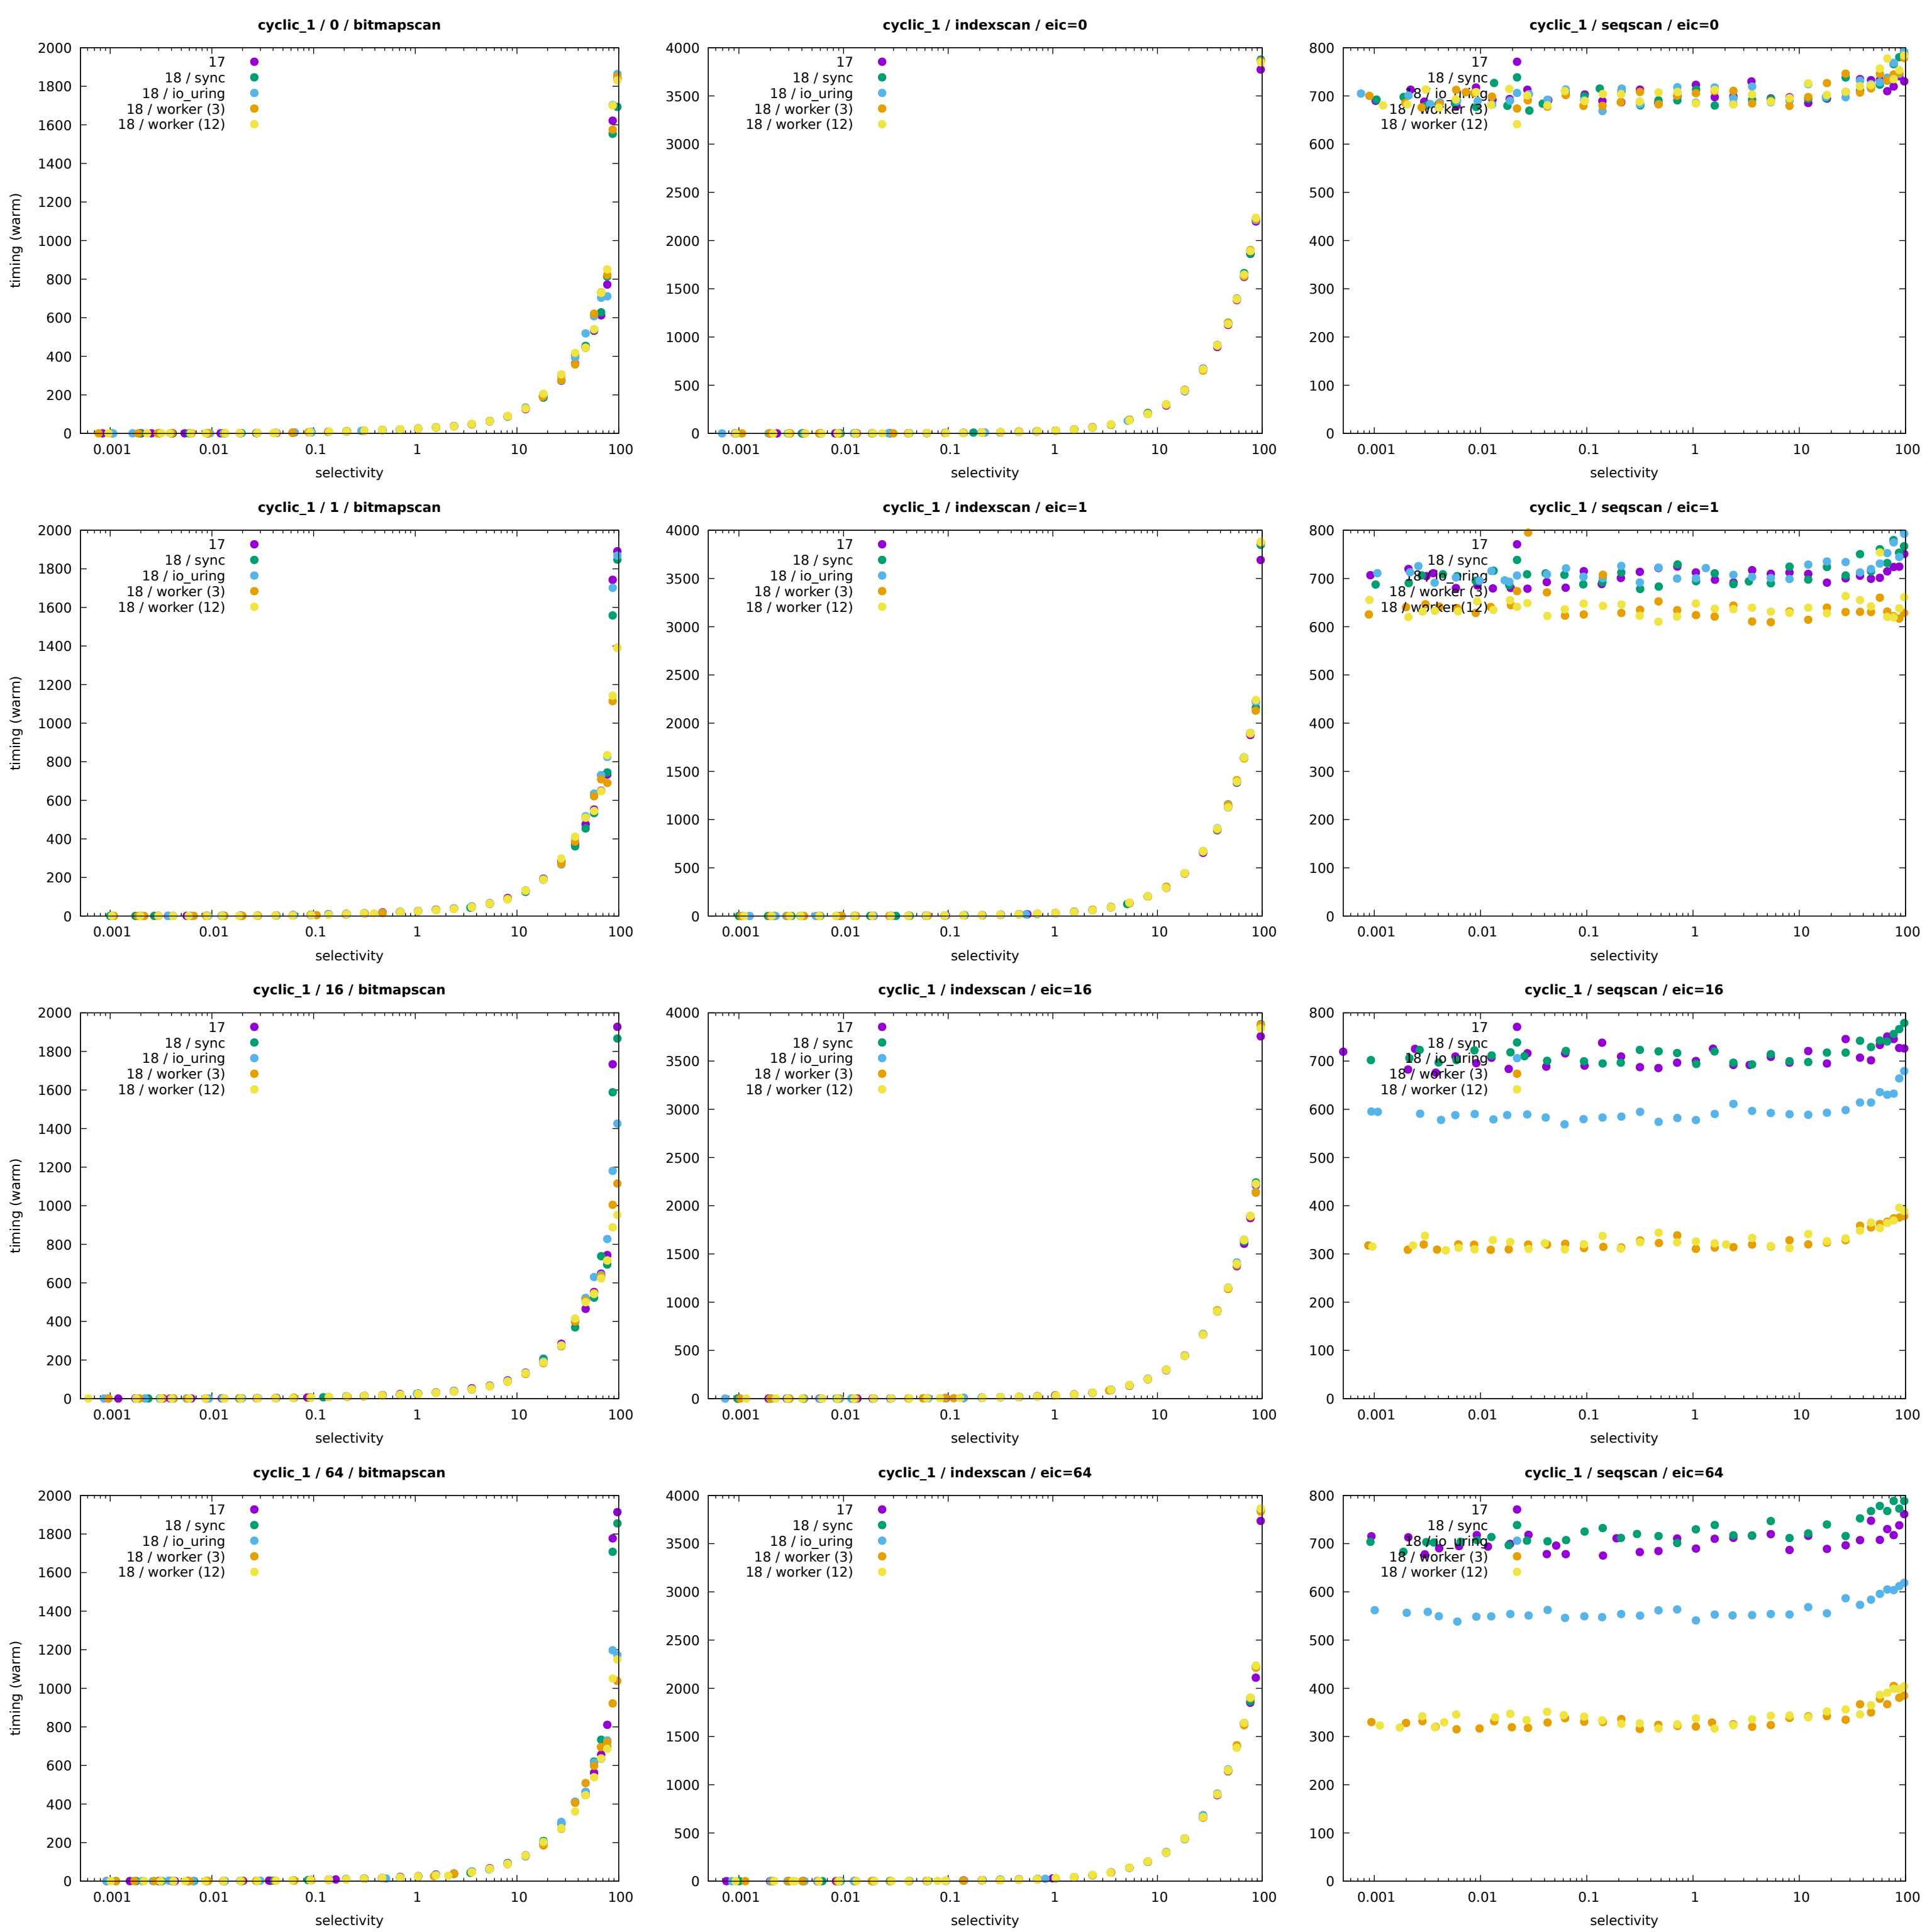 cyclic_1 / 0 / bitmapscan
2000
1800
1600
1400
1200
1000
800
600
400
200
0
0.001 0.01 0.1 1 10 100
timing (warm)
selectivity
17
18 / sync
18 / io_uring
18 / worker (3)
18 / worker (12)
cyclic_1 / indexscan / eic=0
4000
3500
3000
2500
2000
1500
1000
500
0
0.001 0.01 0.1 1 10 100
selectivity
17
18 / sync
18 / io_uring
18 / worker (3)
18 / worker (12)
cyclic_1 / seqscan / eic=0
800
700
600
500
400
300
200
100
0
0.001 0.01 0.1 1 10 100
selectivity
17
18 / sync
18 / io_uring
18 / worker (3)
18 / worker (12)
cyclic_1 / 1 / bitmapscan
2000
1800
1600
1400
1200
1000
800
600
400
200
0
0.001 0.01 0.1 1 10 100
timing (warm)
selectivity
17
18 / sync
18 / io_uring
18 / worker (3)
18 / worker (12)
cyclic_1 / indexscan / eic=1
4000
3500
3000
2500
2000
1500
1000
500
0
0.001 0.01 0.1 1 10 100
selectivity
17
18 / sync
18 / io_uring
18 / worker (3)
18 / worker (12)
cyclic_1 / seqscan / eic=1
800
700
600
500
400
300
200
100
0
0.001 0.01 0.1 1 10 100
selectivity
17
18 / sync
18 / io_uring
18 / worker (3)
18 / worker (12)
cyclic_1 / 16 / bitmapscan
2000
1800
1600
1400
1200
1000
800
600
400
200
0
0.001 0.01 0.1 1 10 100
timing (warm)
selectivity
17
18 / sync
18 / io_uring
18 / worker (3)
18 / worker (12)
cyclic_1 / indexscan / eic=16
4000
3500
3000
2500
2000
1500
1000
500
0
0.001 0.01 0.1 1 10 100
selectivity
17
18 / sync
18 / io_uring
18 / worker (3)
18 / worker (12)
cyclic_1 / seqscan / eic=16
800
700
600
500
400
300
200
100
0
0.001 0.01 0.1 1 10 100
selectivity
17
18 / sync
18 / io_uring
18 / worker (3)
18 / worker (12)
cyclic_1 / 64 / bitmapscan
2000
1800
1600
1400
1200
1000
800
600
400
200
0
0.001 0.01 0.1 1 10 100
timing (warm)
selectivity
17
18 / sync
18 / io_uring
18 / worker (3)
18 / worker (12)
cyclic_1 / indexscan / eic=64
4000
3500
3000
2500
2000
1500
1000
500
0
0.001 0.01 0.1 1 10 100
selectivity
17
18 / sync
18 / io_uring
18 / worker (3)
18 / worker (12)
cyclic_1 / seqscan / eic=64
800
700
600
500
400
300
200
100
0
0.001 0.01 0.1 1 10 100
selectivity
17
18 / sync
18 / io_uring
18 / worker (3)
18 / worker (12)